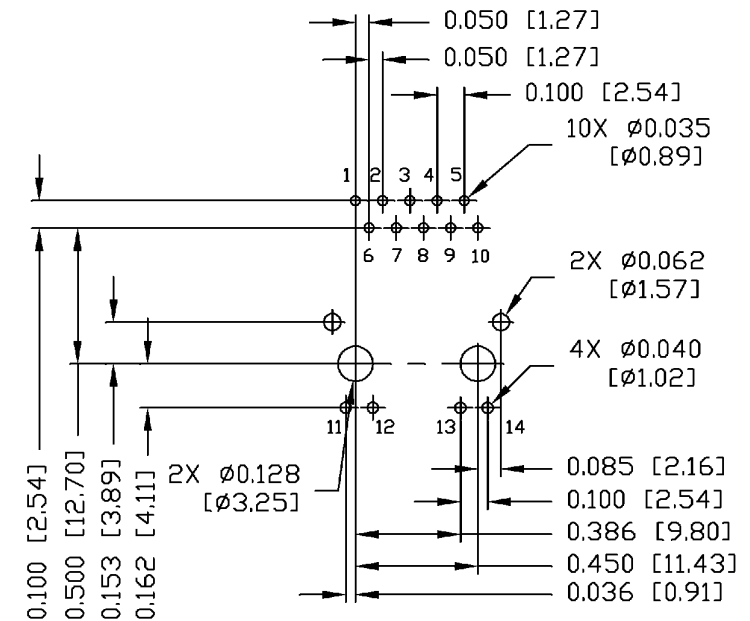 0.050 [1.27]
0.050 [1.27]
0.100 [2.54]
10X Ø0.035
[Ø0.89]
1 2 3 4 5
6 7 8 9 10
2X Ø0.062
[Ø1.57]
4X Ø0.040
[Ø1.02]
11 12 13 14
2X Ø0.128
[Ø3.25]
0.100 [2.54]
0.500 [12.70]
0.153 [3.89]
0.162 [4.11]
0.085 [2.16]
0.100 [2.54]
0.386 [9.80]
0.450 [11.43]
0.036 [0.91]